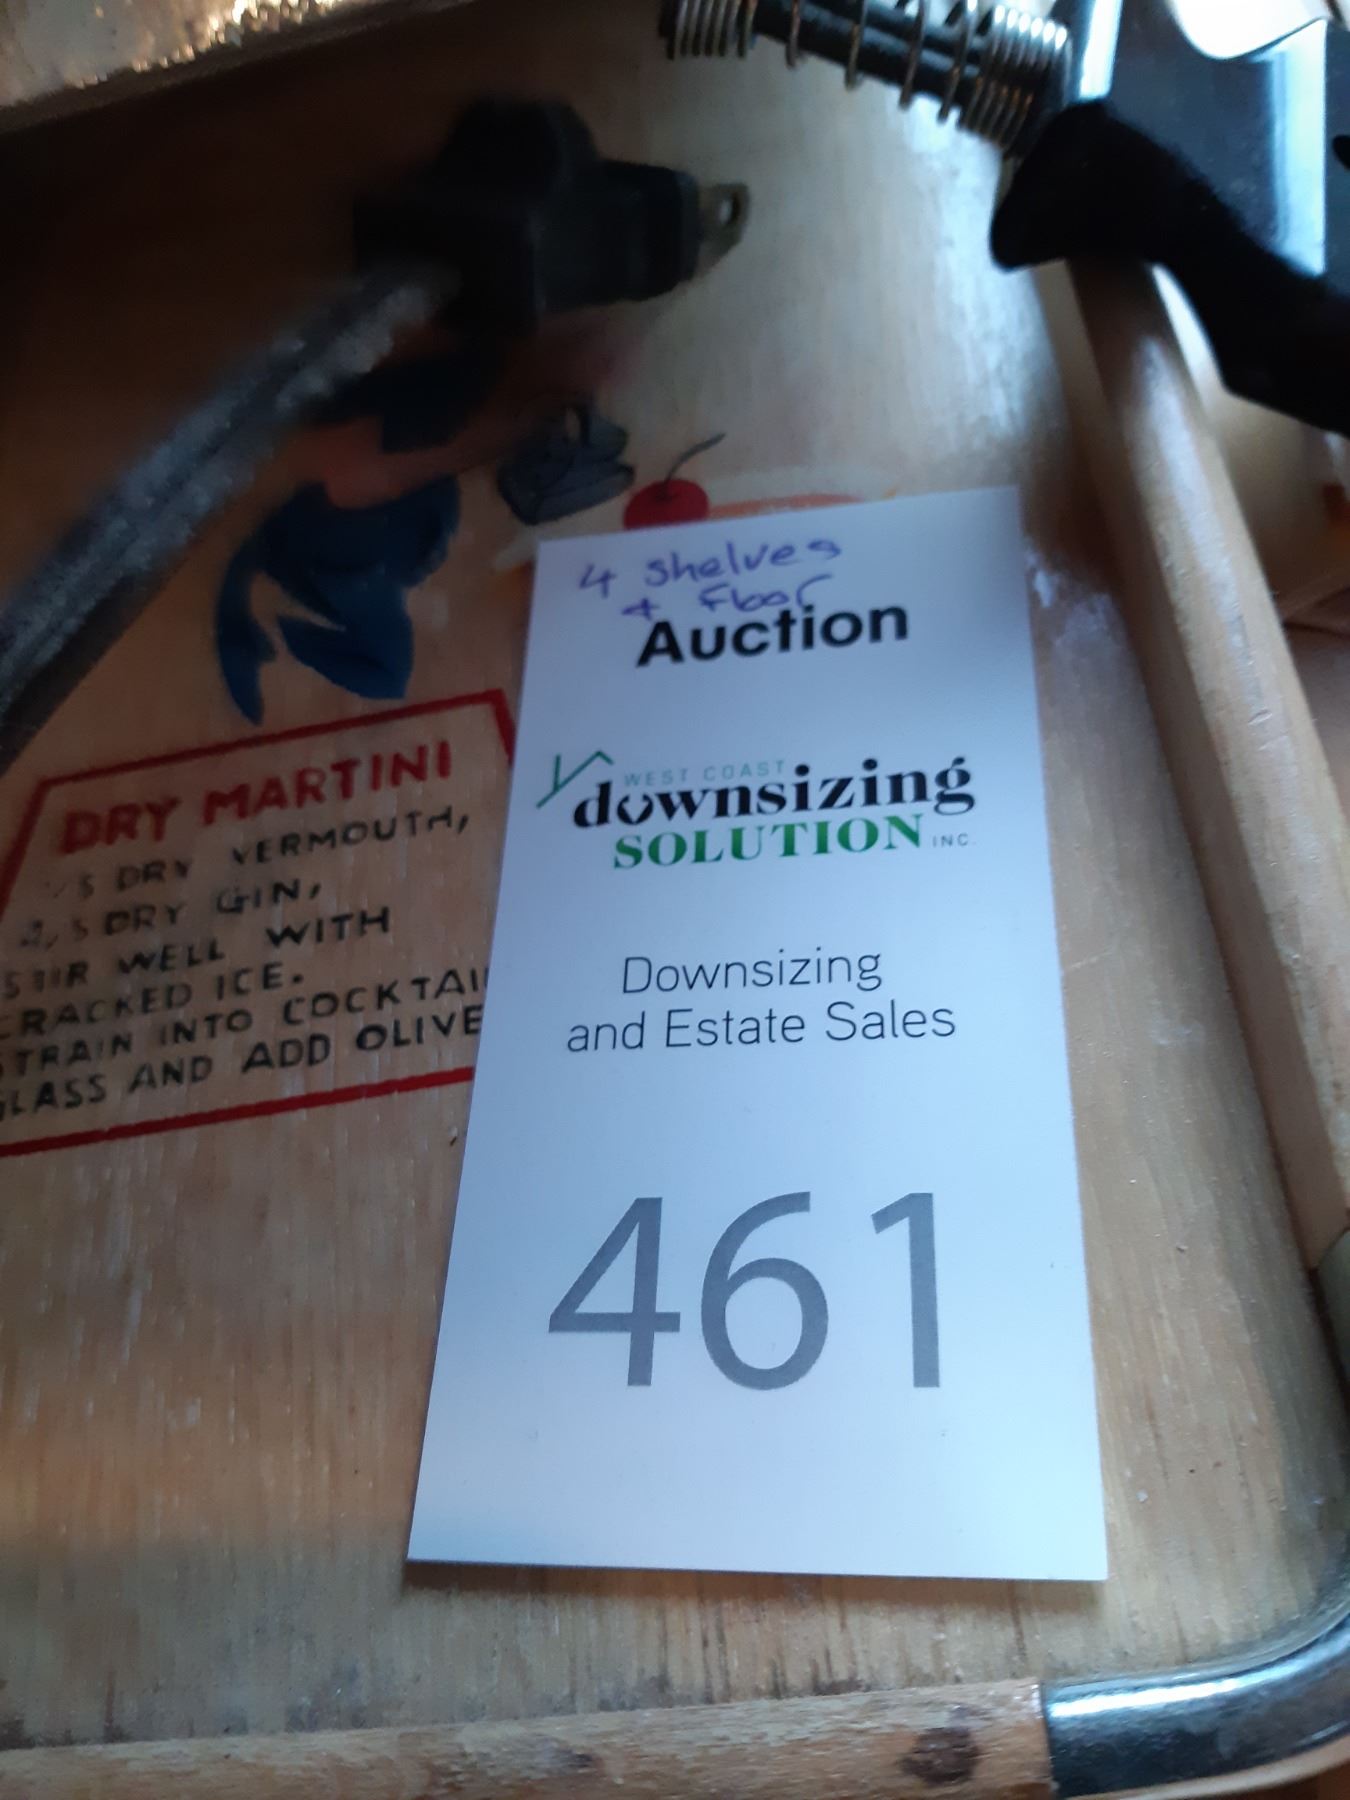 4 shelves
+ floor
Auction
WEST COAST
downsizing
SOLUTION INC.
Downsizing
and Estate Sales
461
DRY MARTINI
DRY VERMOUTH,
DRY GIN,
STIR WELL WITH
CRACKED ICE.
STRAIN INTO COCKTAI
GLASS AND ADD OLIVE